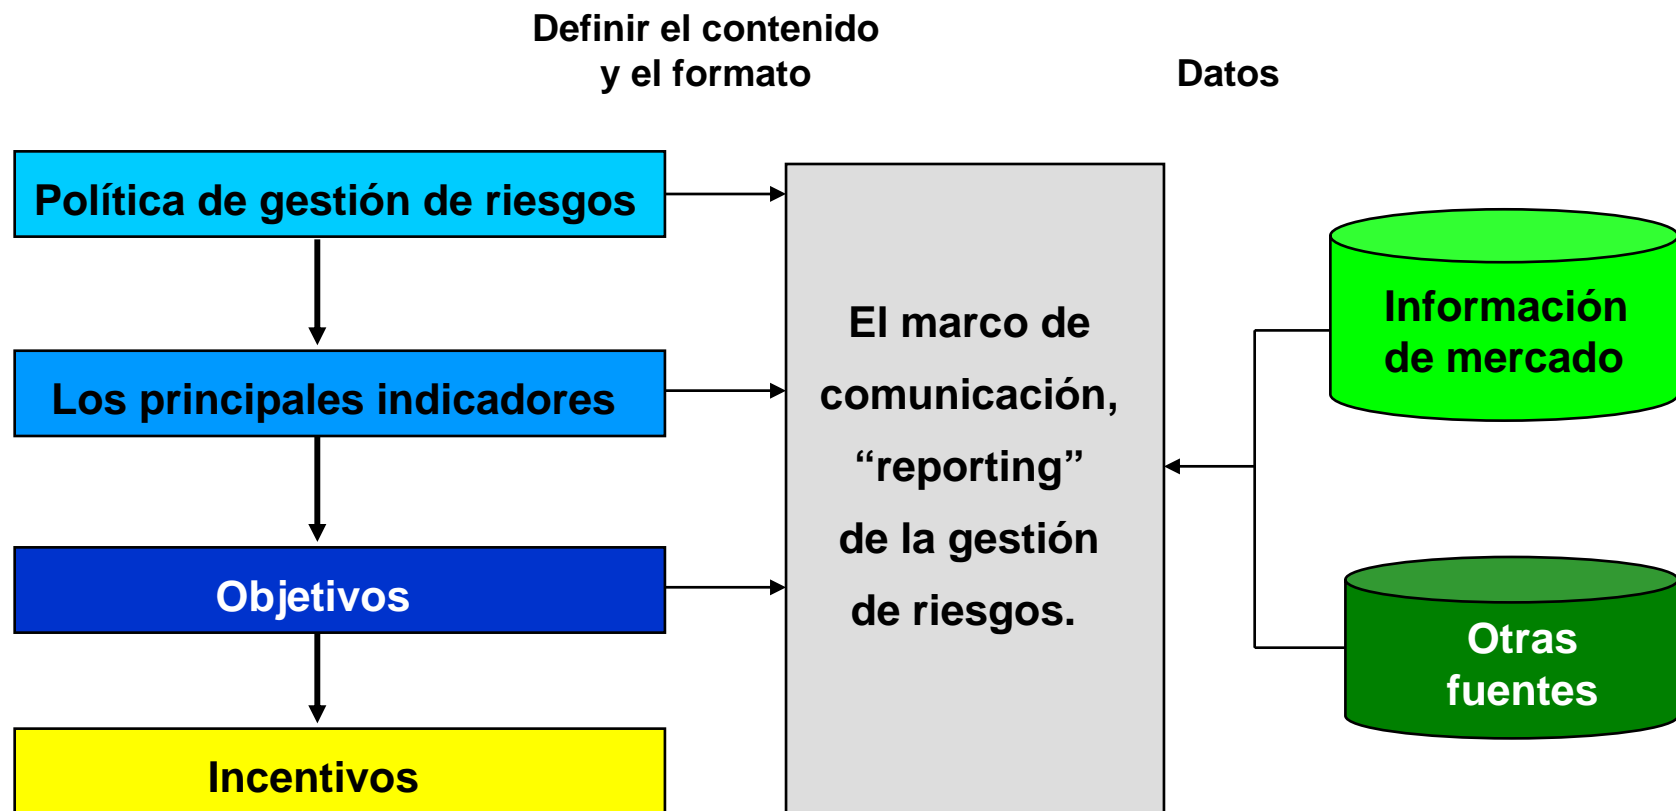 Definir el contenido
y el formato
Datos
Política de gestión de riesgos
Los principales indicadores
Objetivos
Incentivos
El marco de
comunicación,
“reporting”
de la gestión
de riesgos.
Información
de mercado
Otras
fuentes